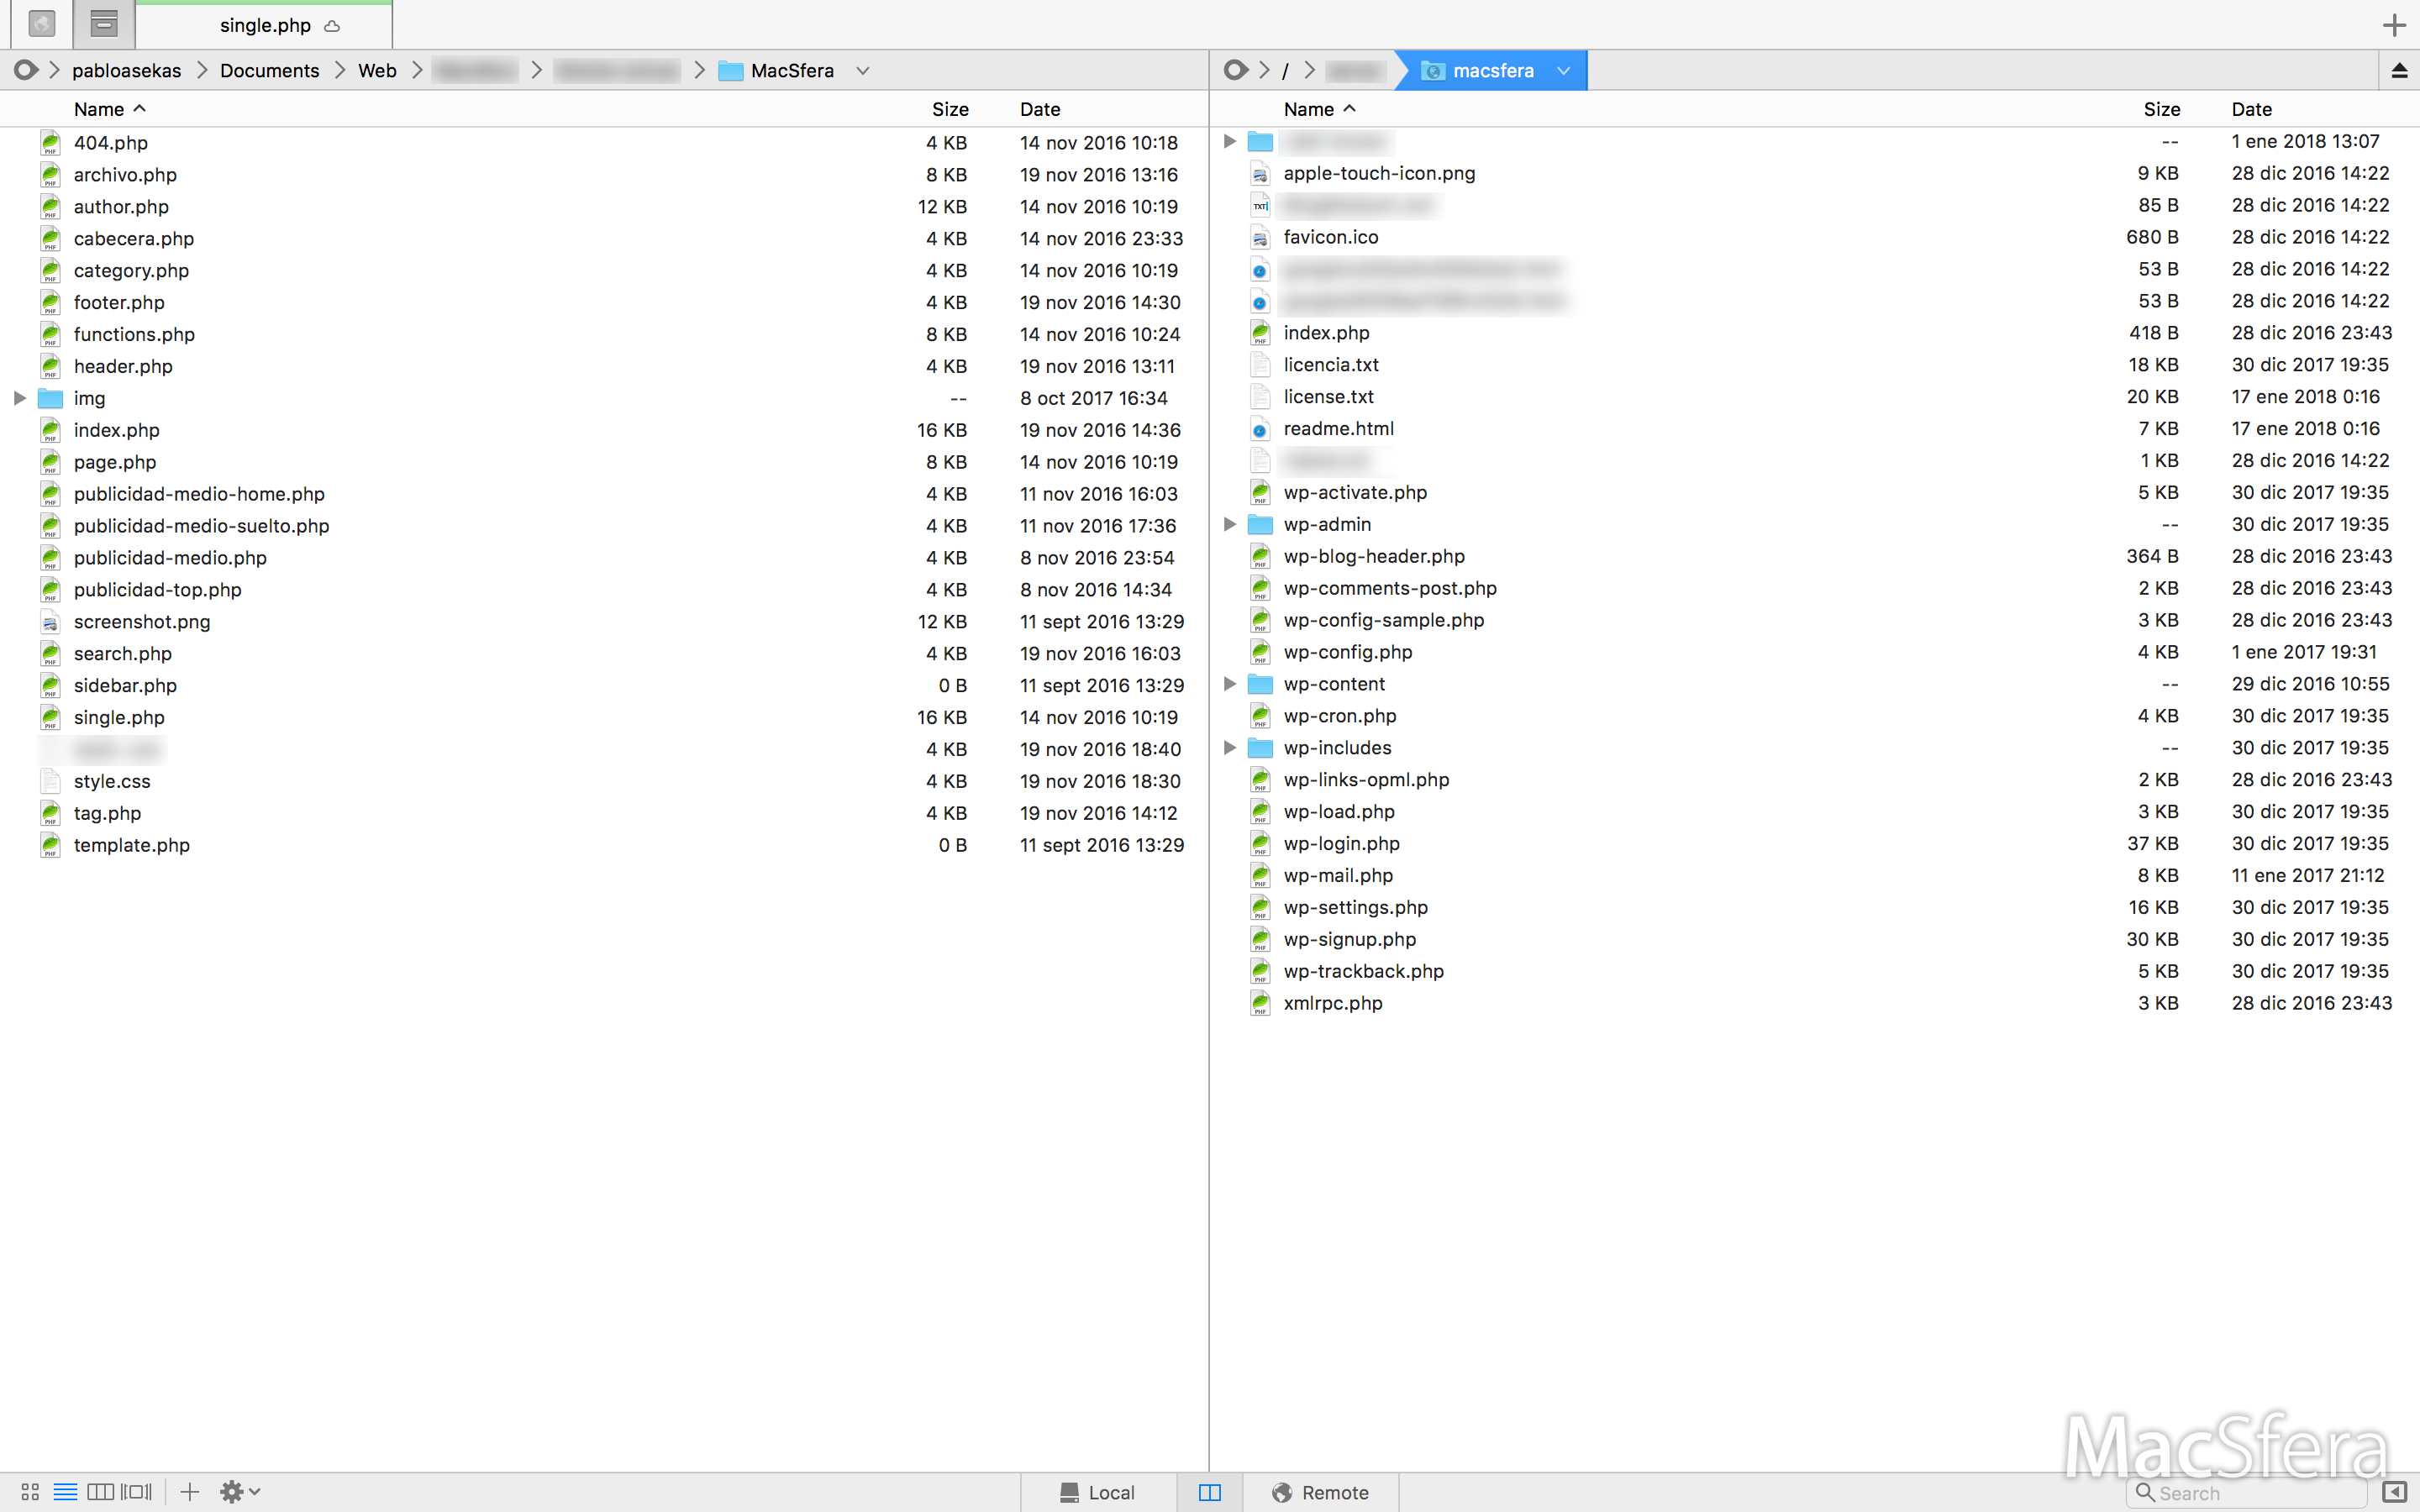 single.php
pabloasekas Documents Web MacSfera
/ macsfera
Name Size Date
404.php 4 KB 14 nov 2016 10:18
archivo.php 8 KB 19 nov 2016 13:16
author.php 12 KB 14 nov 2016 10:19
cabecera.php 4 KB 14 nov 2016 23:33
category.php 4 KB 14 nov 2016 10:19
footer.php 4 KB 19 nov 2016 14:30
functions.php 8 KB 14 nov 2016 10:24
header.php 4 KB 19 nov 2016 13:11
img -- 8 oct 2017 16:34
index.php 16 KB 19 nov 2016 14:36
page.php 8 KB 14 nov 2016 10:19
publicidad-medio-home.php 4 KB 11 nov 2016 16:03
publicidad-medio-suelto.php 4 KB 11 nov 2016 17:36
publicidad-medio.php 4 KB 8 nov 2016 23:54
publicidad-top.php 4 KB 8 nov 2016 14:34
screenshot.png 12 KB 11 sept 2016 13:29
search.php 4 KB 19 nov 2016 16:03
sidebar.php 0 B 11 sept 2016 13:29
single.php 16 KB 14 nov 2016 10:19
4 KB 19 nov 2016 18:40
style.css 4 KB 19 nov 2016 18:30
tag.php 4 KB 19 nov 2016 14:12
template.php 0 B 11 sept 2016 13:29
Name Size Date
-- 1 ene 2018 13:07
apple-touch-icon.png 9 KB 28 dic 2016 14:22
85 B 28 dic 2016 14:22
favicon.ico 680 B 28 dic 2016 14:22
53 B 28 dic 2016 14:22
53 B 28 dic 2016 14:22
index.php 418 B 28 dic 2016 23:43
licencia.txt 18 KB 30 dic 2017 19:35
license.txt 20 KB 17 ene 2018 0:16
readme.html 7 KB 17 ene 2018 0:16
1 KB 28 dic 2016 14:22
wp-activate.php 5 KB 30 dic 2017 19:35
wp-admin -- 30 dic 2017 19:35
wp-blog-header.php 364 B 28 dic 2016 23:43
wp-comments-post.php 2 KB 28 dic 2016 23:43
wp-config-sample.php 3 KB 28 dic 2016 23:43
wp-config.php 4 KB 1 ene 2017 19:31
wp-content -- 29 dic 2016 10:55
wp-cron.php 4 KB 30 dic 2017 19:35
wp-includes -- 30 dic 2017 19:35
wp-links-opml.php 2 KB 28 dic 2016 23:43
wp-load.php 3 KB 30 dic 2017 19:35
wp-login.php 37 KB 30 dic 2017 19:35
wp-mail.php 8 KB 11 ene 2017 21:12
wp-settings.php 16 KB 30 dic 2017 19:35
wp-signup.php 30 KB 30 dic 2017 19:35
wp-trackback.php 5 KB 30 dic 2017 19:35
xmlrpc.php 3 KB 28 dic 2016 23:43
MacSfera
Local Remote Search